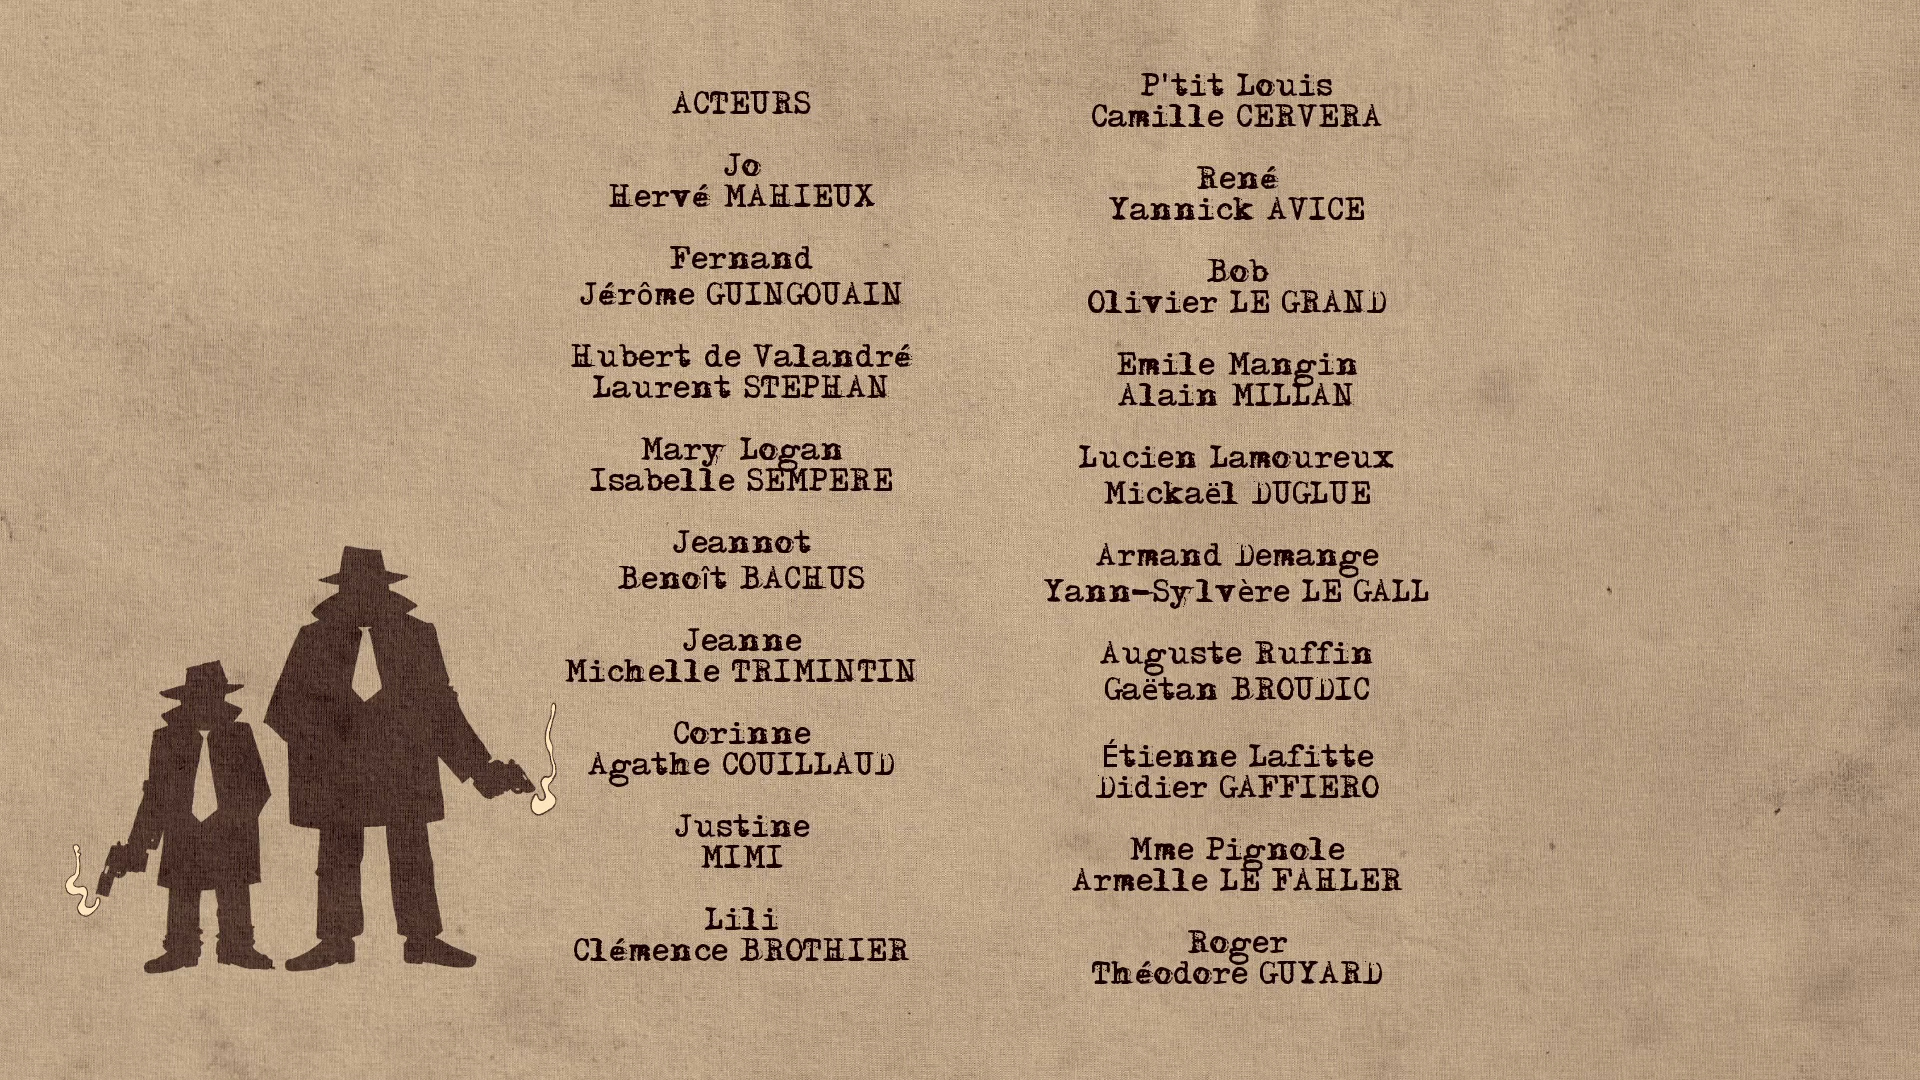 ACTEURS
Jo
Hervé MAHIEUX
Fernand
Jérôme GUINGOUAIN
Hubert de Valandré
Laurent STEPHAN
Mary Logan
Isabelle SEMPERE
Jeannot
Benoît BACHUS
Jeanne
Michelle TRIMINTIN
Corinne
Agathe COUILLAUD
Justine
MIMI
Lili
Clémence BROTHIER
P'tit Louis
Camille CERVERA
René
Yannick AVICE
Bob
Olivier LE GRAND
Emile Mangin
Alain MILLAN
Lucien Lamoureux
Mickaël DUGLUE
Armand Demange
Yann-Sylvère LE GALL
Auguste Ruffin
Gaëtan BROUDIC
Étienne Lafitte
Didier GAFFIERO
Mme Pignole
Armelle LE FAHLER
Roger
Théodore GUYARD